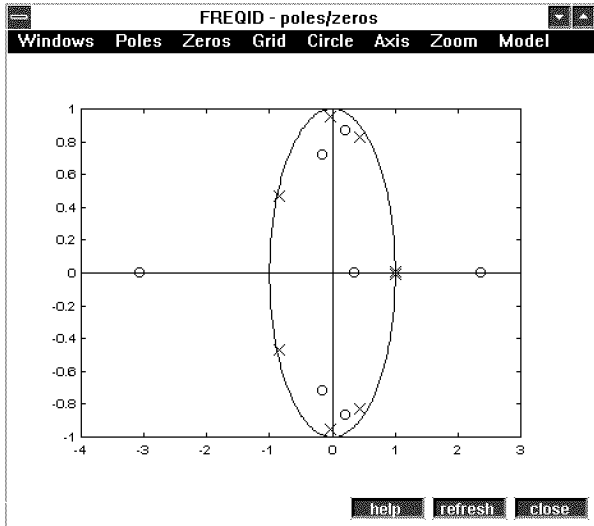 FREQID - poles/zeros
Windows Poles Zeros Grid Circle Axis Zoom Model
1
0.8
0.6
0.4
0.2
0
-0.2
-0.4
-0.6
-0.8
-1
-4 -3 -2 -1 0 1 2 3
help refresh close